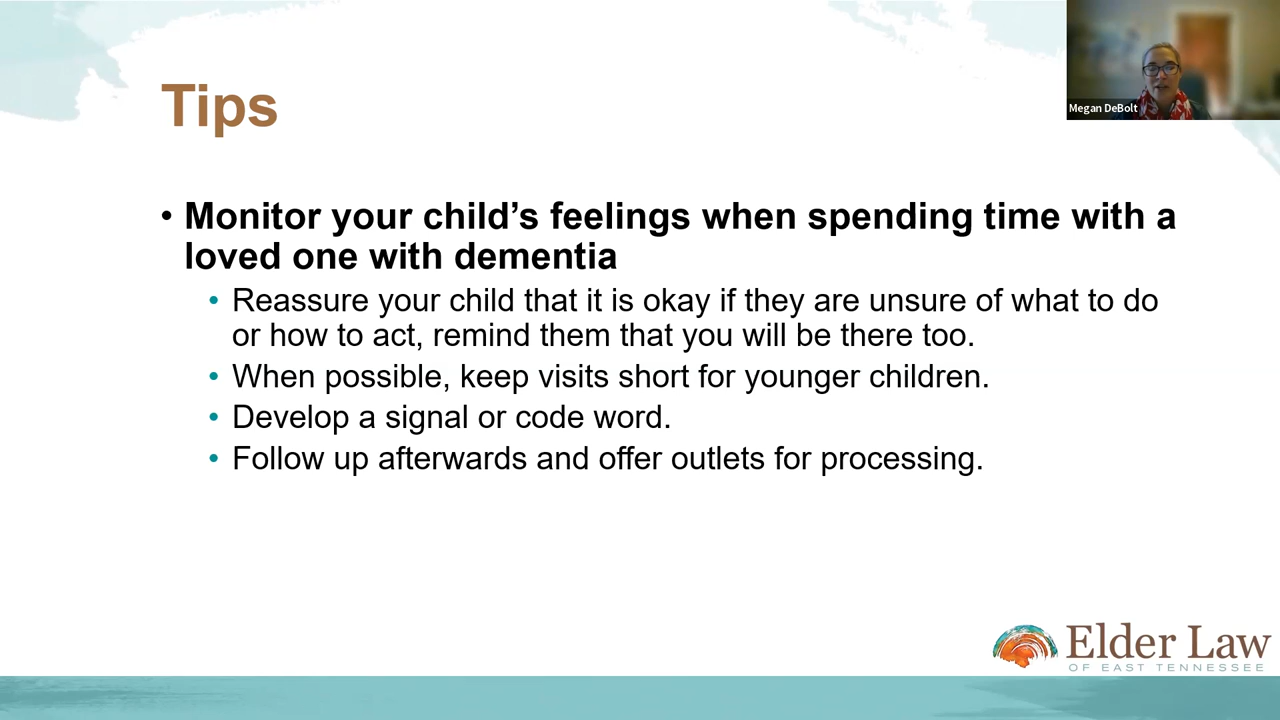 Megan DeBolt
Tips
• Monitor your child’s feelings when spending time with a
loved one with dementia
• Reassure your child that it is okay if they are unsure of what to do
or how to act, remind them that you will be there too.
• When possible, keep visits short for younger children.
• Develop a signal or code word.
• Follow up afterwards and offer outlets for processing.
Elder Law
OF EAST TENNESSEE